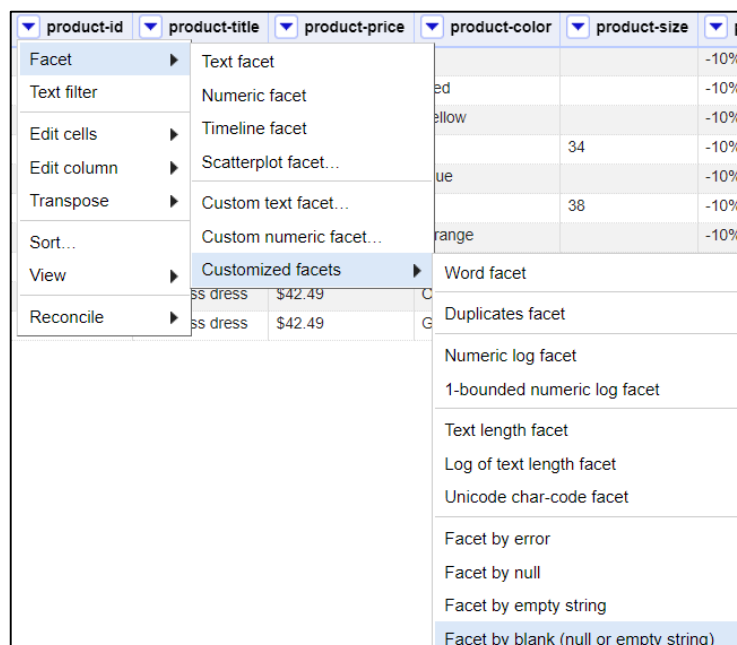 product-id product-title product-price product-color product-size
Facet Text facet -10%
Text filter Numeric facet ed -10%
Timeline facet ellow -10%
Edit cells Scatterplot facet… 34 -10%
Edit column ue -10%
Transpose Custom text facet… 38 -10%
Sort… Custom numeric facet… range -10%
View Customized facets Word facet
ss dress $42.49
Reconcile ss dress $42.49 G Duplicates facet
Numeric log facet
1-bounded numeric log facet
Text length facet
Log of text length facet
Unicode char-code facet
Facet by error
Facet by null
Facet by empty string
Facet by blank (null or empty string)